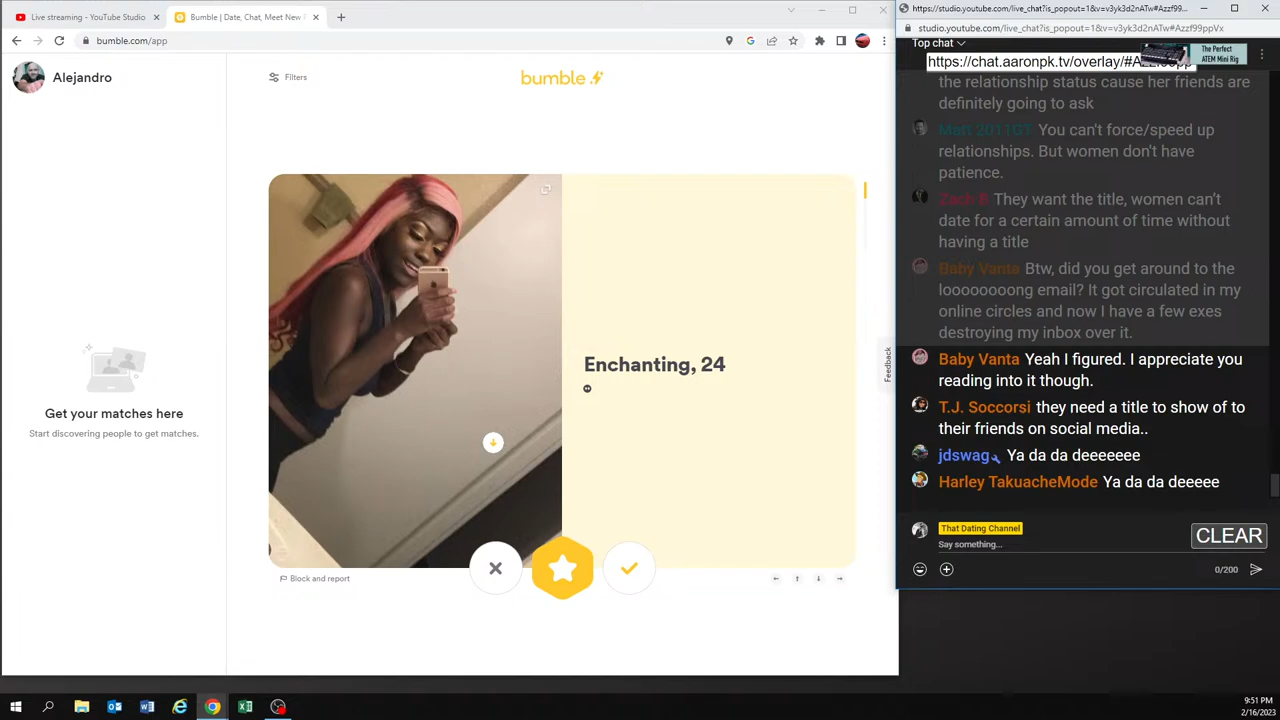 Live streaming - YouTube Studio
Bumble | Date, Chat, Meet New
bumble.com/app
Alejandro
Filters
bumble
Enchanting, 24
Get your matches here
Start discovering people to get matches.
Block and report
Feedback
https://studio.youtube.com/live_chat?is_popout=1&v=v3yk3d2nATw#Azzf99...
studio.youtube.com/live_chat?is_popout=1&v=v3yk3d2nATw#Azzf99ppVx
Top chat
The Perfect
ATEM Mini Rig
the relationship status cause her friends are
definitely going to ask
Matt 2011GT You can't force/speed up
relationships. But women don't have
patience.
Zach B They want the title, women can't
date for a certain amount of time without
having a title
Baby Vanta Btw, did you get around to the
looooooong email? It got circulated in my
online circles and now I have a few exes
destroying my inbox over it.
Baby Vanta Yeah I figured. I appreciate you
reading into it though.
T.J. Soccorsi they need a title to show of to
their friends on social media..
jdswag Ya da da deeeeeee
Harley TakuacheMode Ya da da deeeee
That Dating Channel
Say something...
CLEAR
0/200
9:51 PM
2/16/2023